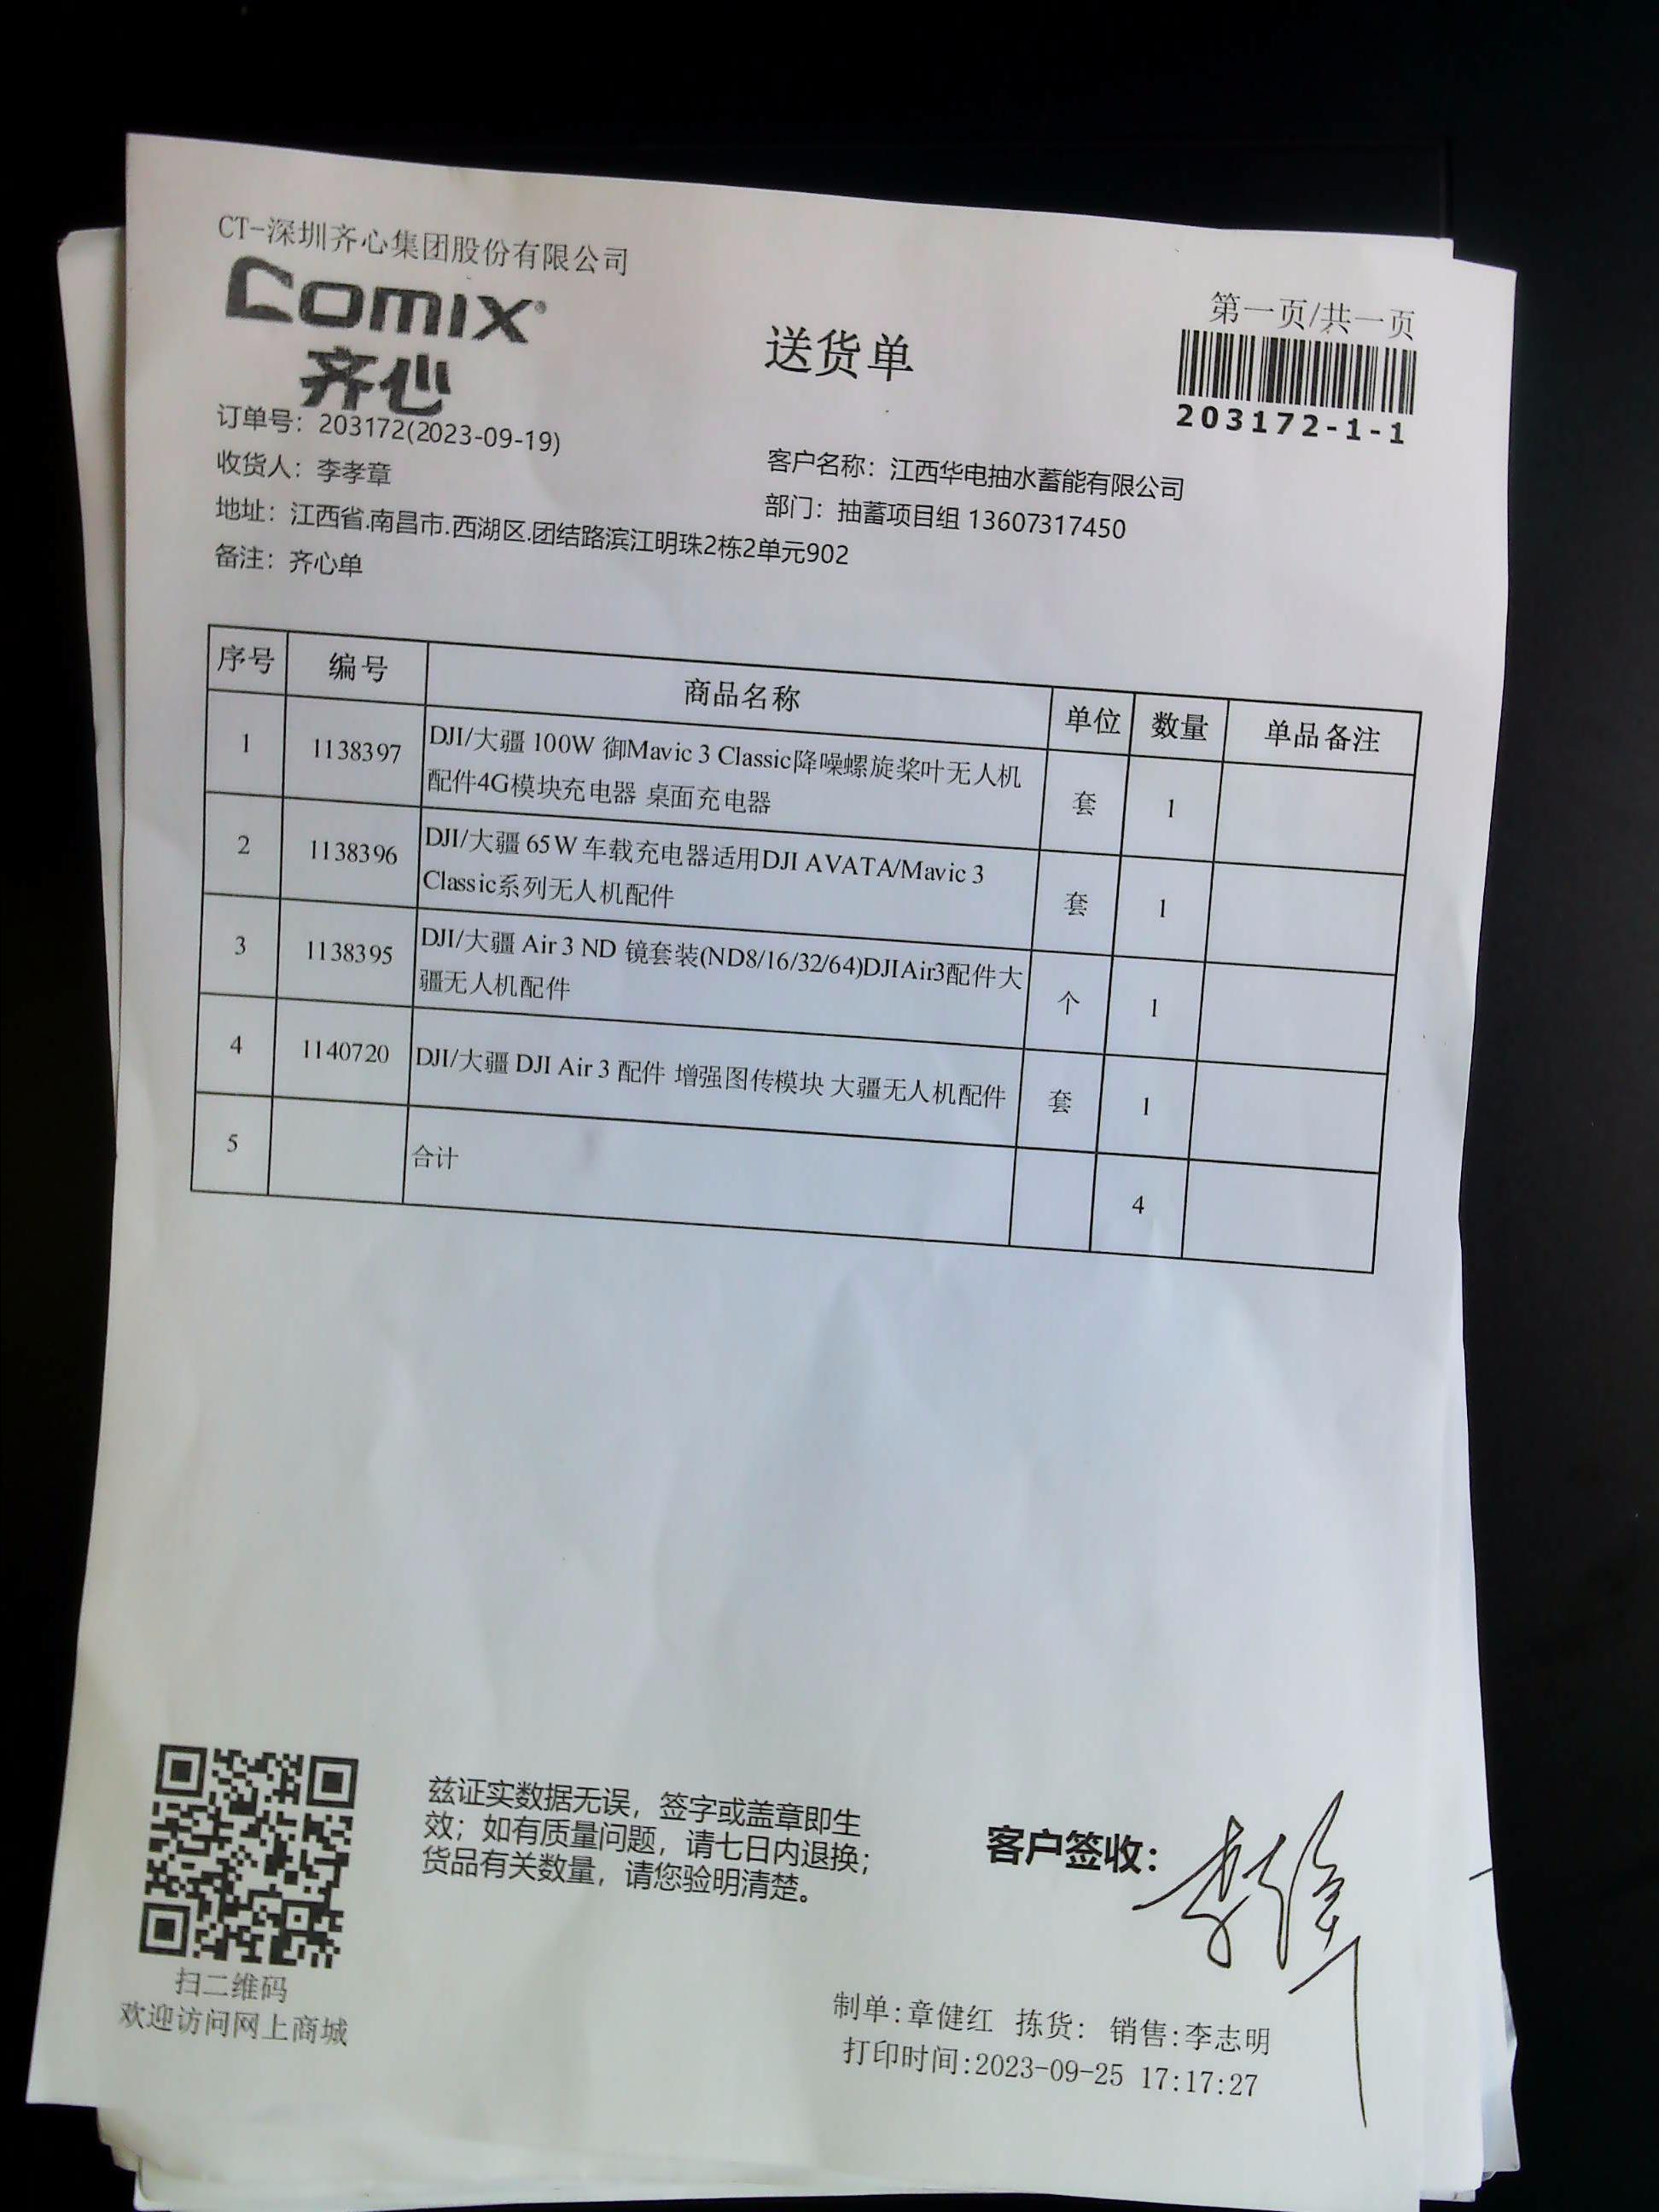 CT-深圳齐心集团股份有限公司
comix
齐心
送货单
第一页/共一页
203172-1-1
订单号：203172(2023-09-19)
收货人：李孝章
客户名称：江西华电抽水蓄能有限公司
部门：抽蓄项目组 13607317450
地址：江西省.南昌市.西湖区.团结路滨江明珠2栋2单元902
备注：齐心单
序号 编号 商品名称 单位 数量 单品备注
1 1138397 DJI/大疆 100W 御Mavic 3 Classic降噪螺旋桨叶无人机
配件4G模块充电器 桌面充电器 套 1
2 1138396 DJI/大疆 65W 车载充电器适用DJI AVATA/Mavic 3
Classic系列无人机配件 套 1
3 1138395 DJI/大疆 Air 3 ND 镜套装(ND8/16/32/64)DJIAir3配件大
疆无人机配件 个 1
4 1140720 DJI/大疆 DJI Air 3 配件 增强图传模块 大疆无人机配件 套 1
5 合计 4
兹证实数据无误，签字或盖章即生
效；如有质量问题，请七日内退换；
货品有关数量，请您验明清楚。
客户签收：
扫二维码
欢迎访问网上商城
制单:章健红 拣货: 销售:李志明
打印时间:2023-09-25 17:17:27